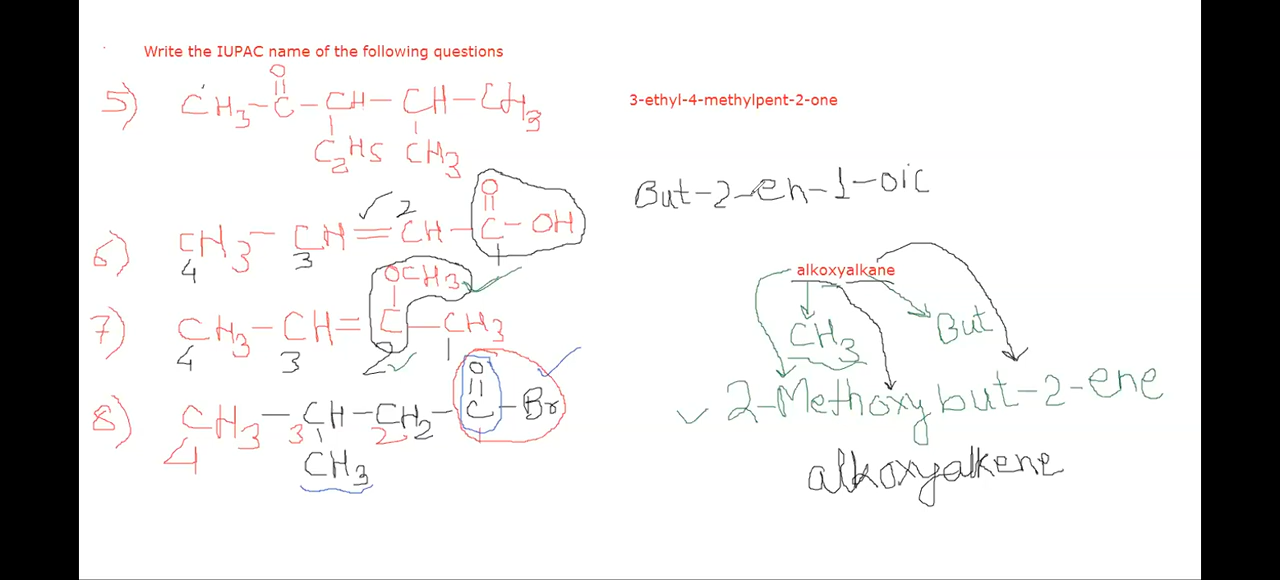 Write the IUPAC name of the following questions
O
5) CH3-C-CH-CH-CH3
C2H5 CH3
3-ethyl-4-methylpent-2-one
But-2-en-1-oic
O
6) CH3-CH=CH-C-OH
4 3 2 1
alkoxyalkane
OCH3
7) CH3-CH=C-CH3
4 3 2 1
CH3
But
2-Methoxybut-2-ene
O
8) CH3-CH-CH2-C-Br
4 3 2 1
CH3
alkoxyalkene